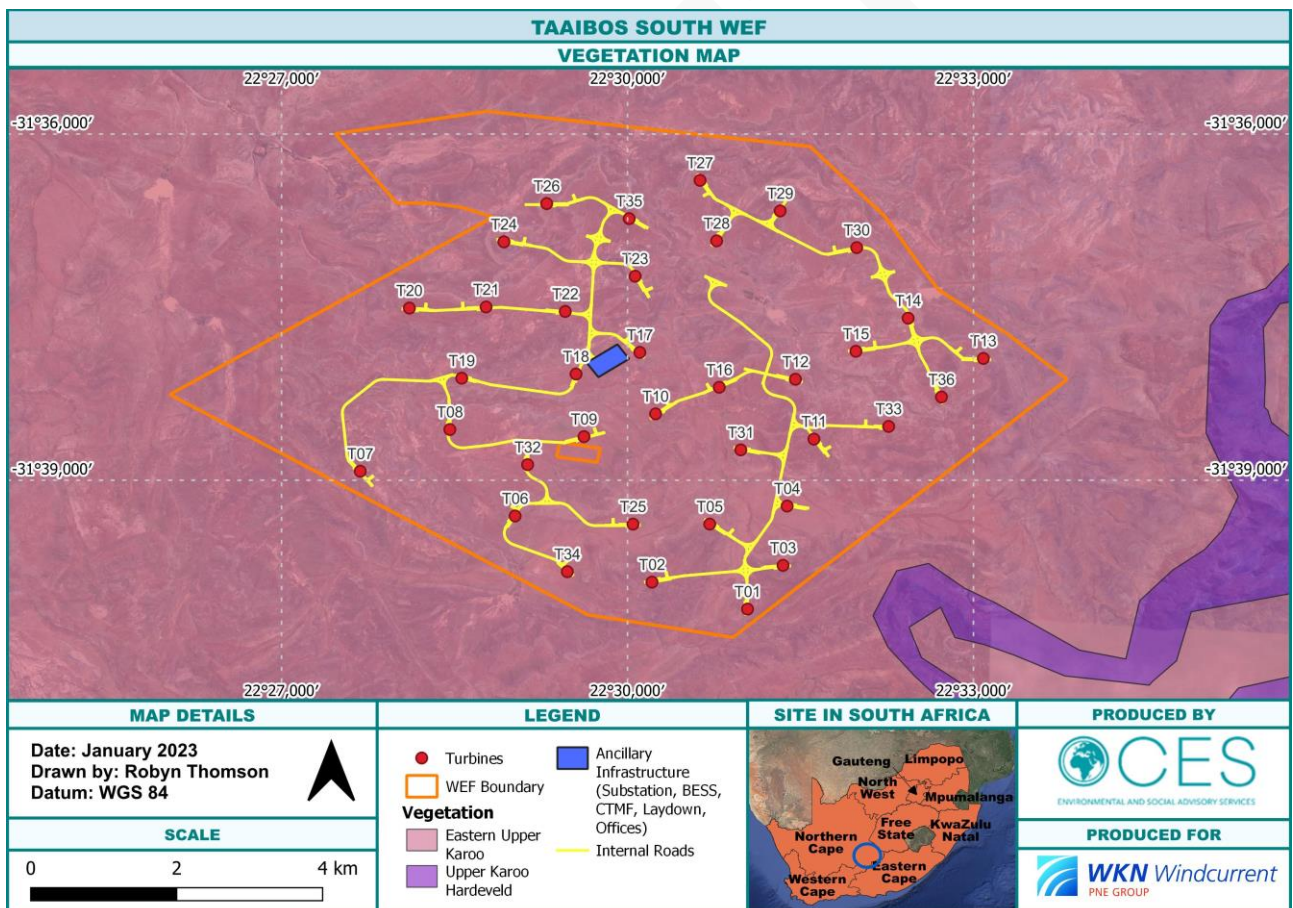 TAAIBOS SOUTH WEF
VEGETATION MAP
22°27,000'
22°30,000'
22°33,000'
-31°36,000'
-31°36,000'
T27
T26
T29
T35
T24
T28
T30
T23
T20
T21
T22
T14
T17
T15
T13
T18
T19
T12
T16
T36
T10
T08
T09
T11
T33
T31
T32
T07
-31°39,000'
-31°39,000'
T04
T06
T25
T05
T34
T03
T02
T01
22°27,000'
22°30,000'
22°33,000'
MAP DETAILS
Date: January 2023
Drawn by: Robyn Thomson
Datum: WGS 84
SCALE
0 2 4 km
LEGEND
Turbines
WEF Boundary
Vegetation
Eastern Upper
Karoo
Upper Karoo
Hardeveld
Ancillary
Infrastructure
(Substation, BESS,
CTMF, Laydown,
Offices)
Internal Roads
SITE IN SOUTH AFRICA
Limpopo
Gauteng
North
West
Mpumalanga
Free
State
KwaZulu
Natal
Northern
Cape
Eastern
Cape
Western
Cape
PRODUCED BY
CES
ENVIRONMENTAL AND SOCIAL ADVISORY SERVICES
PRODUCED FOR
WKN Windcurrent
PNE GROUP